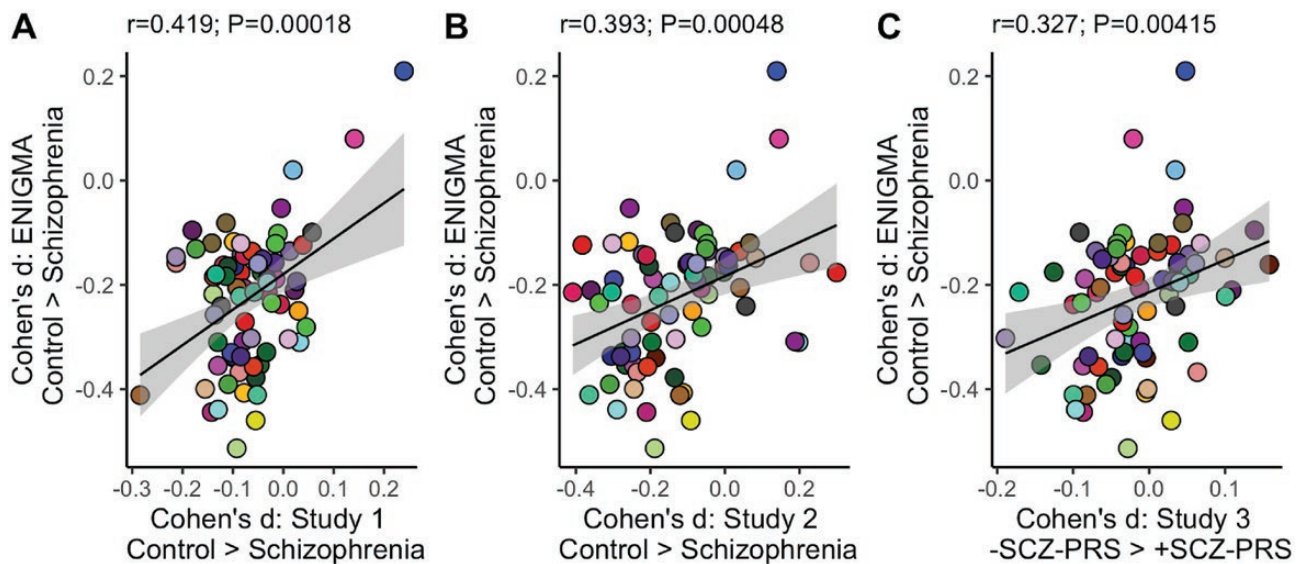 A
r=0.419; P=0.00018
Cohen's d: ENIGMA
Control > Schizophrenia
0.2
0.0
-0.2
-0.4
-0.3 -0.2 -0.1 0.0 0.2
Cohen's d: Study 1
Control > Schizophrenia
B
r=0.393; P=0.00048
Cohen's d: ENIGMA
Control > Schizophrenia
0.2
0.0
-0.2
-0.4
-0.4 -0.2 0.0 0.2
Cohen's d: Study 2
Control > Schizophrenia
C
r=0.327; P=0.00415
Cohen's d: ENIGMA
Control > Schizophrenia
0.2
0.0
-0.2
-0.4
-0.2 -0.1 0.0 0.1
Cohen's d: Study 3
-SCZ-PRS > +SCZ-PRS